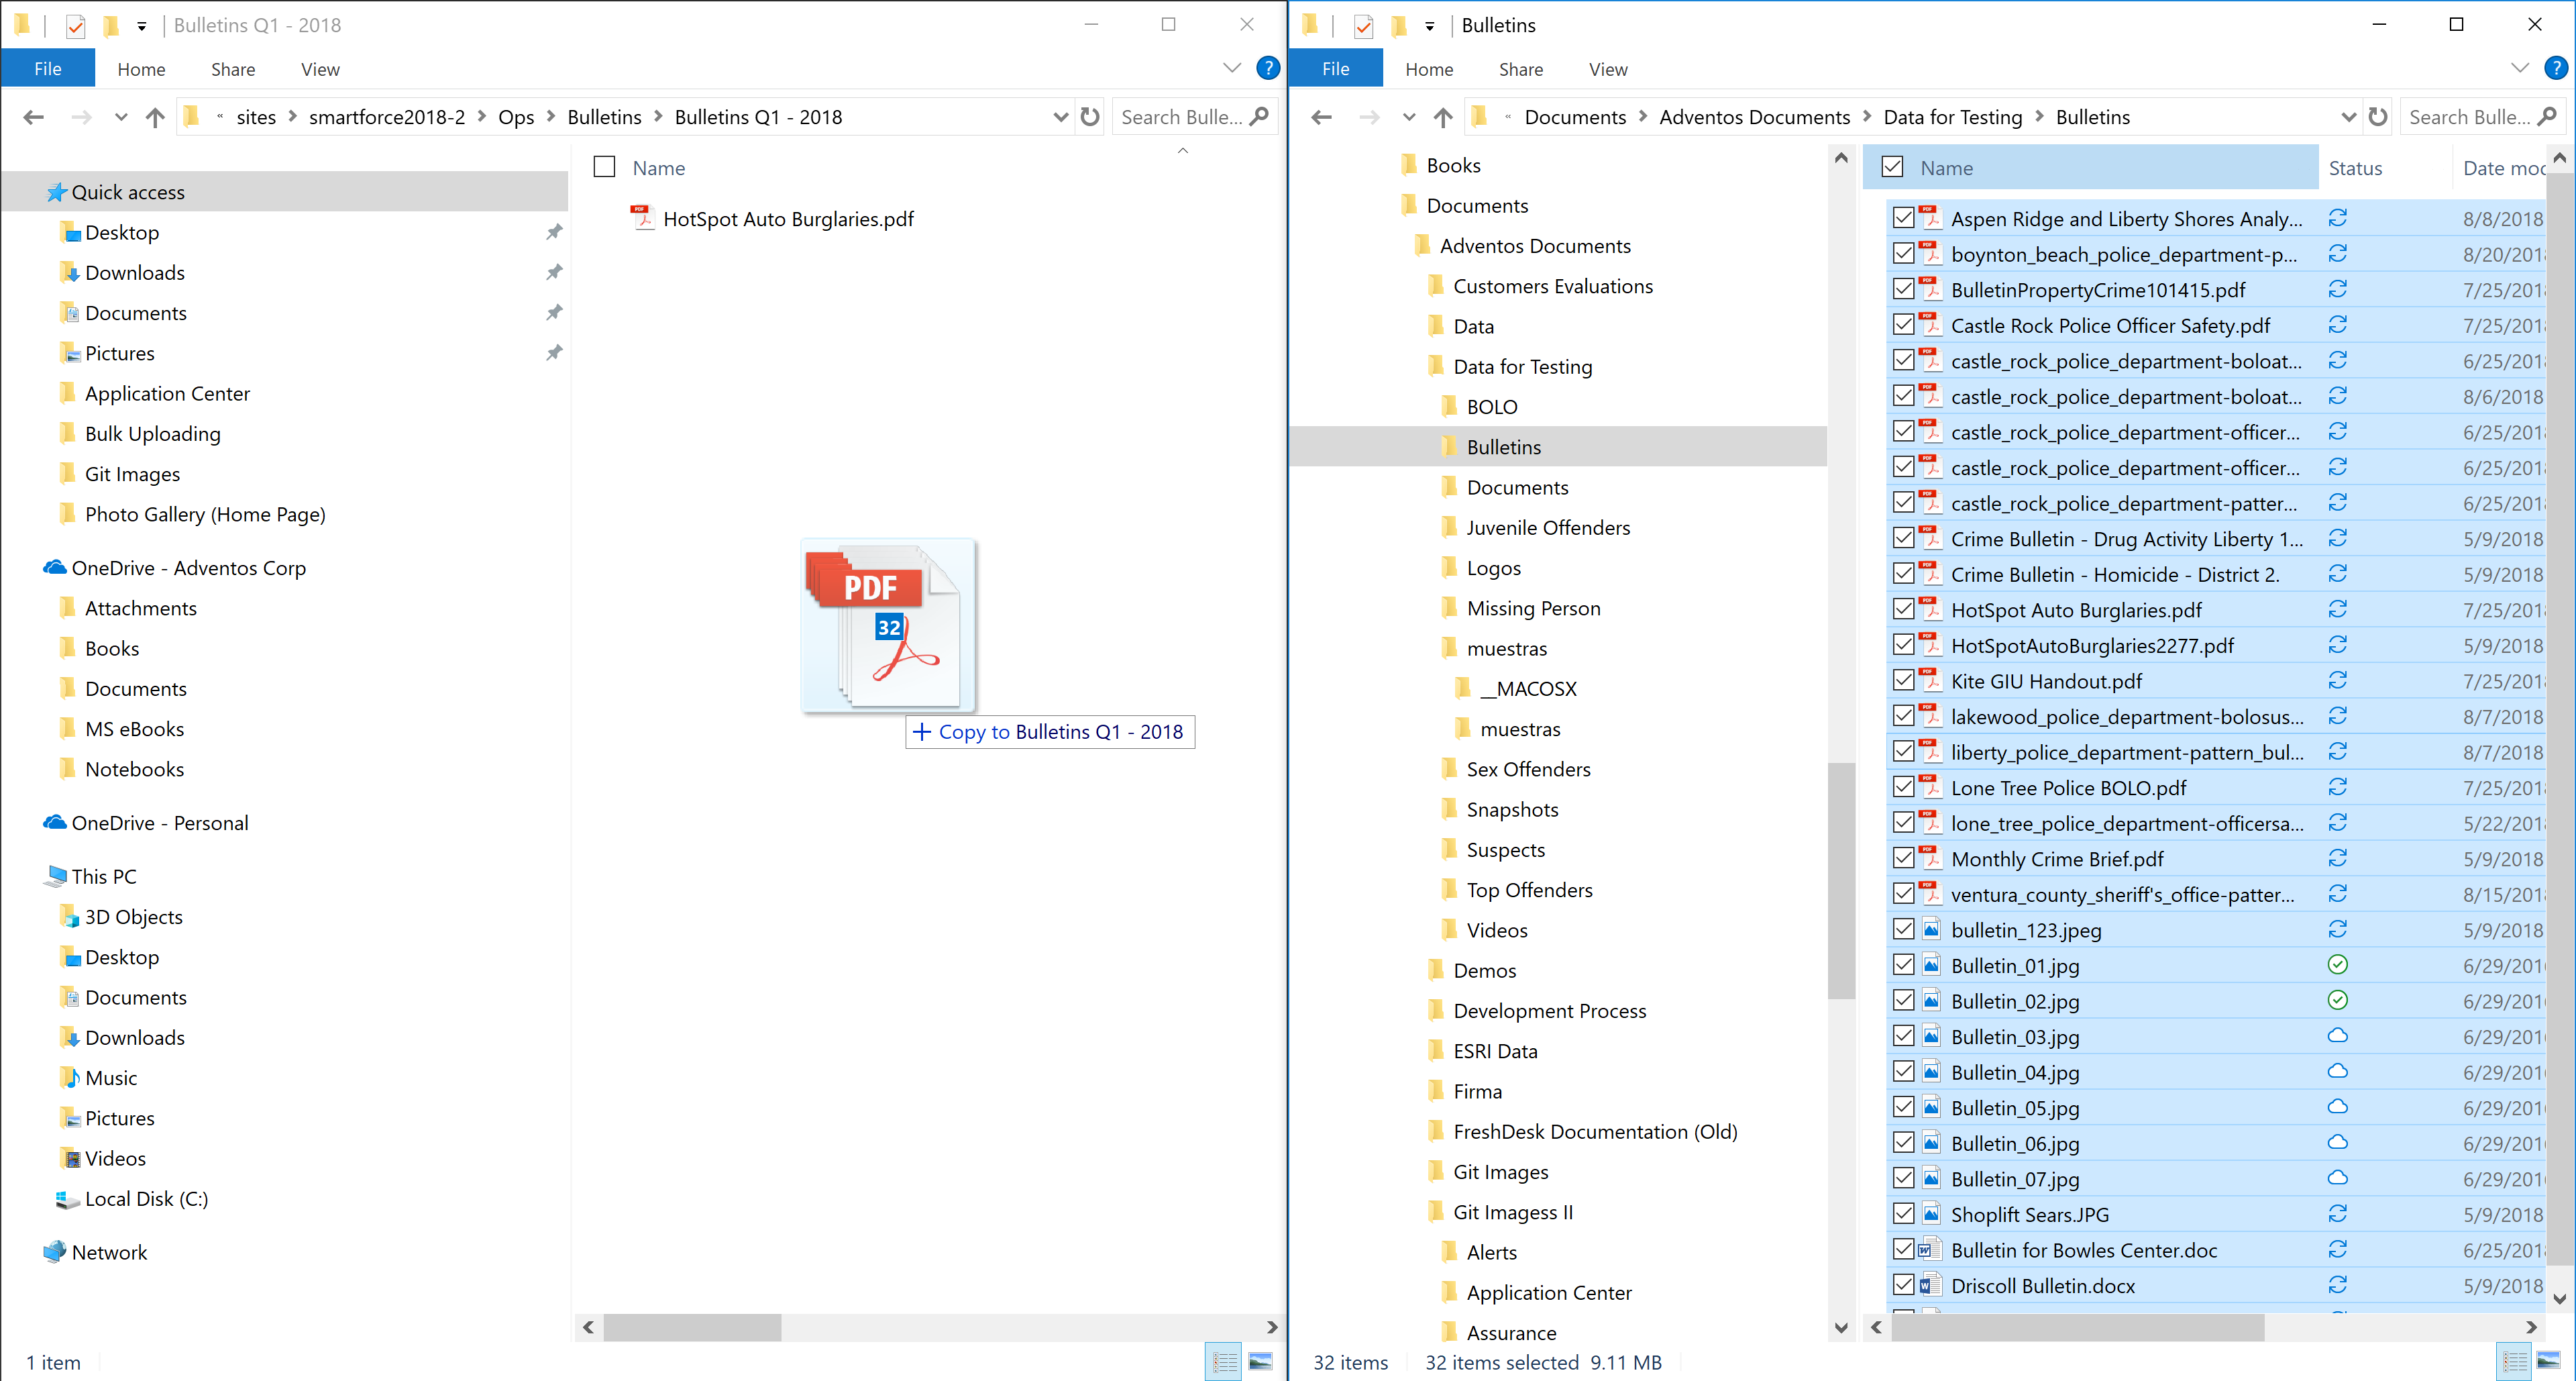 Bulletins Q1 - 2018
File Home Share View
« sites > smartforce2018-2 > Ops > Bulletins > Bulletins Q1 - 2018
Search Bulle...
Quick access
Desktop
Downloads
Documents
Pictures
Application Center
Bulk Uploading
Git Images
Photo Gallery (Home Page)
OneDrive - Adventos Corp
Attachments
Books
Documents
MS eBooks
Notebooks
OneDrive - Personal
This PC
3D Objects
Desktop
Documents
Downloads
Music
Pictures
Videos
Local Disk (C:)
Network
1 item
Name
HotSpot Auto Burglaries.pdf
PDF
32
+ Copy to Bulletins Q1 - 2018
Bulletins
File Home Share View
« Documents > Adventos Documents > Data for Testing > Bulletins
Search Bulle...
Books
Documents
Adventos Documents
Customers Evaluations
Data
Data for Testing
BOLO
Bulletins
Documents
Juvenile Offenders
Logos
Missing Person
muestras
__MACOSX
muestras
Sex Offenders
Snapshots
Suspects
Top Offenders
Videos
Demos
Development Process
ESRI Data
Firma
FreshDesk Documentation (Old)
Git Images
Git Imagess II
Alerts
Application Center
Assurance
Name Status Date mod
Aspen Ridge and Liberty Shores Analy... 8/8/2018
boynton_beach_police_department-p... 8/20/201
BulletinPropertyCrime101415.pdf 7/25/201
Castle Rock Police Officer Safety.pdf 7/25/201
castle_rock_police_department-boloat... 6/25/201
castle_rock_police_department-boloat... 8/6/2018
castle_rock_police_department-officer... 6/25/201
castle_rock_police_department-officer... 6/25/201
castle_rock_police_department-patter... 6/25/201
Crime Bulletin - Drug Activity Liberty 1... 5/9/2018
Crime Bulletin - Homicide - District 2. 5/9/2018
HotSpot Auto Burglaries.pdf 7/25/201
HotSpotAutoBurglaries2277.pdf 5/9/2018
Kite GIU Handout.pdf 7/25/201
lakewood_police_department-bolosus... 8/7/2018
liberty_police_department-pattern_bul... 8/7/2018
Lone Tree Police BOLO.pdf 7/25/201
lone_tree_police_department-officersa... 5/22/201
Monthly Crime Brief.pdf 5/9/2018
ventura_county_sheriff's_office-patter... 8/15/201
bulletin_123.jpeg 5/9/2018
Bulletin_01.jpg 6/29/201
Bulletin_02.jpg 6/29/201
Bulletin_03.jpg 6/29/201
Bulletin_04.jpg 6/29/201
Bulletin_05.jpg 6/29/201
Bulletin_06.jpg 6/29/201
Bulletin_07.jpg 6/29/201
Shoplift Sears.JPG 5/9/2018
Bulletin for Bowles Center.doc 6/25/201
Driscoll Bulletin.docx 5/9/2018
32 items 32 items selected 9.11 MB